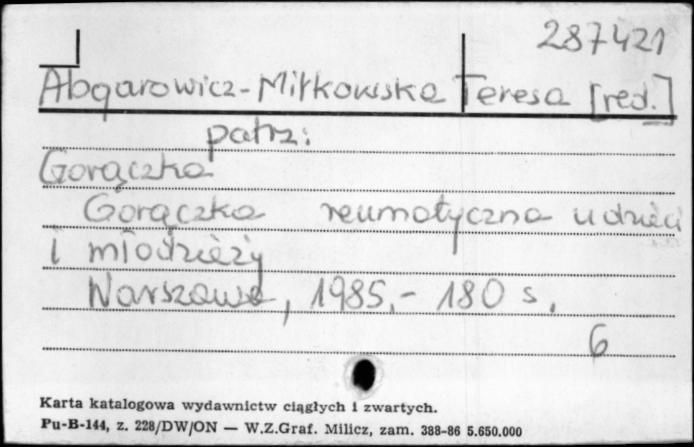 287421
Abgarowicz-Miłkowska Teresa [red.]
patrz:
Gorączka
Gorączka reumatyczna u dzieci
i młodzieży
Warszawa, 1985.- 180 s.
6
Karta katalogowa wydawnictw ciągłych i zwartych.
Pu-B-144, z. 228/DW/ON — W.Z.Graf. Milicz, zam. 388-86 5.650.000